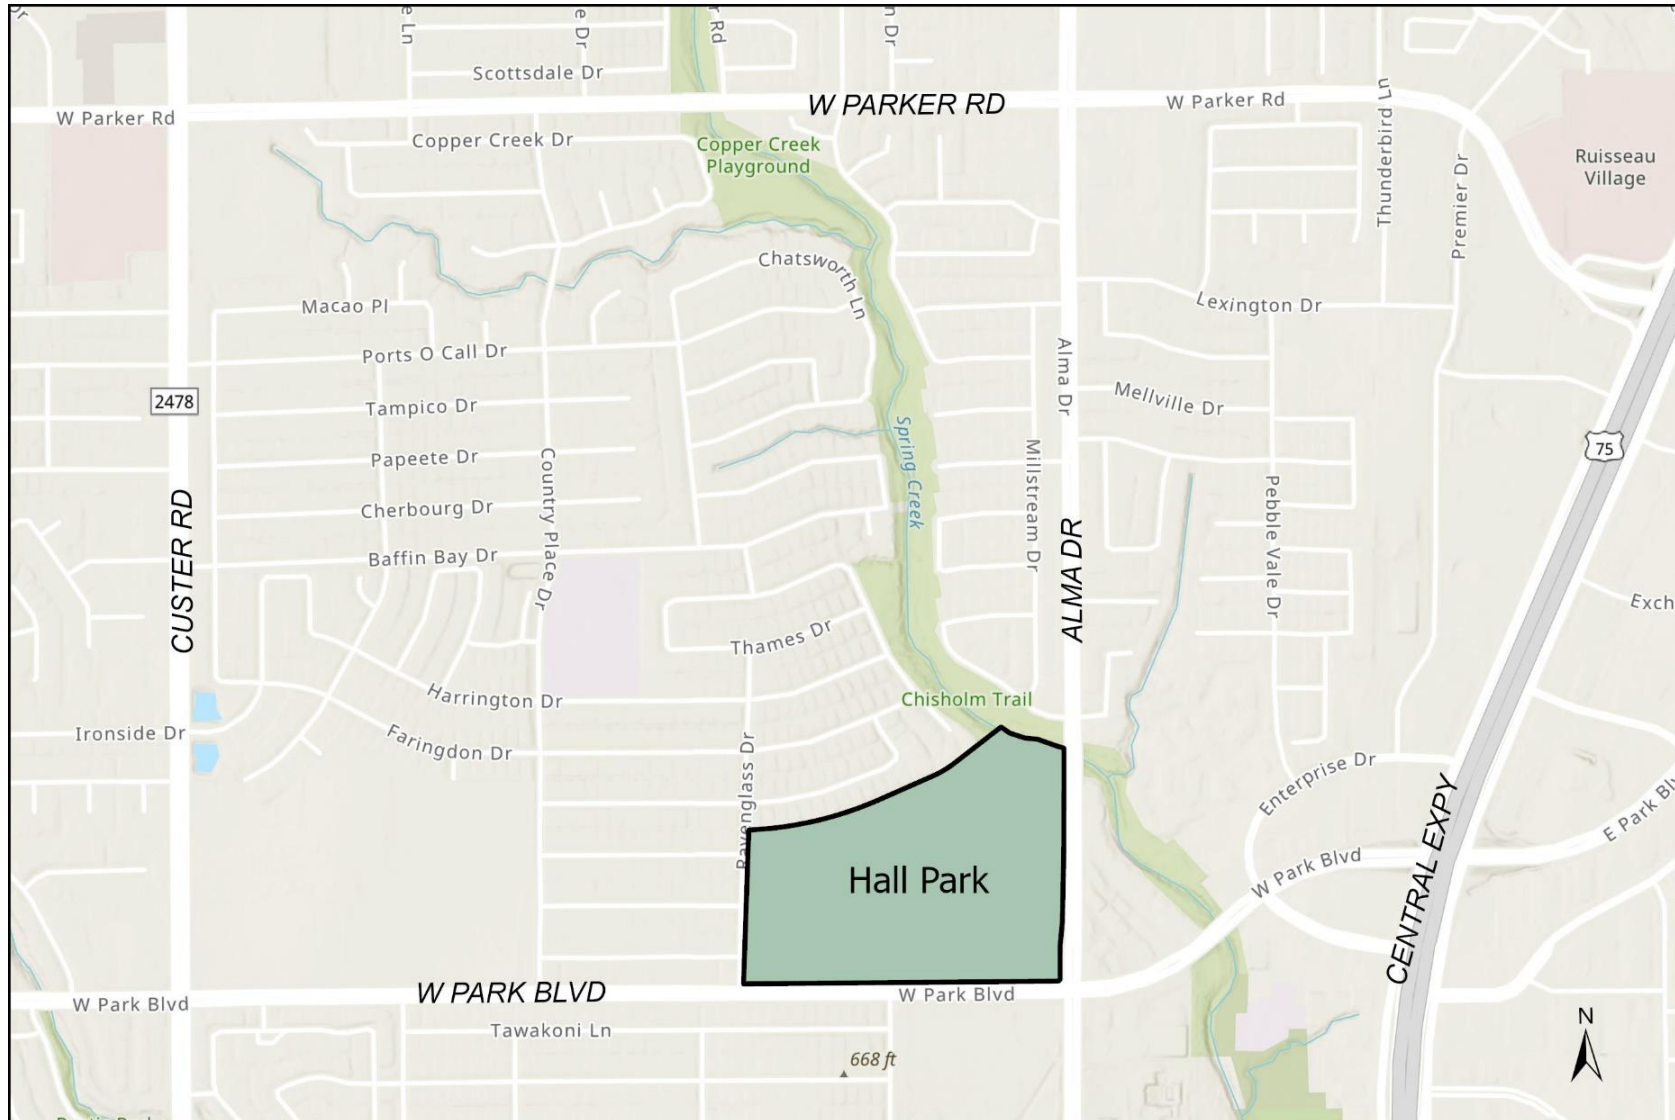 Scottsdale Dr
W PARKER RD
W Parker Rd
W Parker Rd
Copper Creek Dr
Copper Creek
Playground
Thunderbird Ln
Premier Dr
Ruisseau
Village
Chatsworth Ln
Macao Pl
Lexington Dr
Ports O Call Dr
Alma Dr
2478
Tampico Dr
Mellville Dr
75
Papeete Dr
Country Place Dr
Spring Creek
Millstream Dr
Pebble Vale Dr
Cherbourg Dr
CUSTER RD
ALMA DR
Baffin Bay Dr
Exch
Thames Dr
Harrington Dr
Chisholm Trail
Ironside Dr
Faringdon Dr
Ravenglass Dr
Enterprise Dr
E Park Blv
CENTRAL EXPY
W Park Blvd
Hall Park
W PARK BLVD
W Park Blvd
W Park Blvd
Tawakoni Ln
N
668 ft